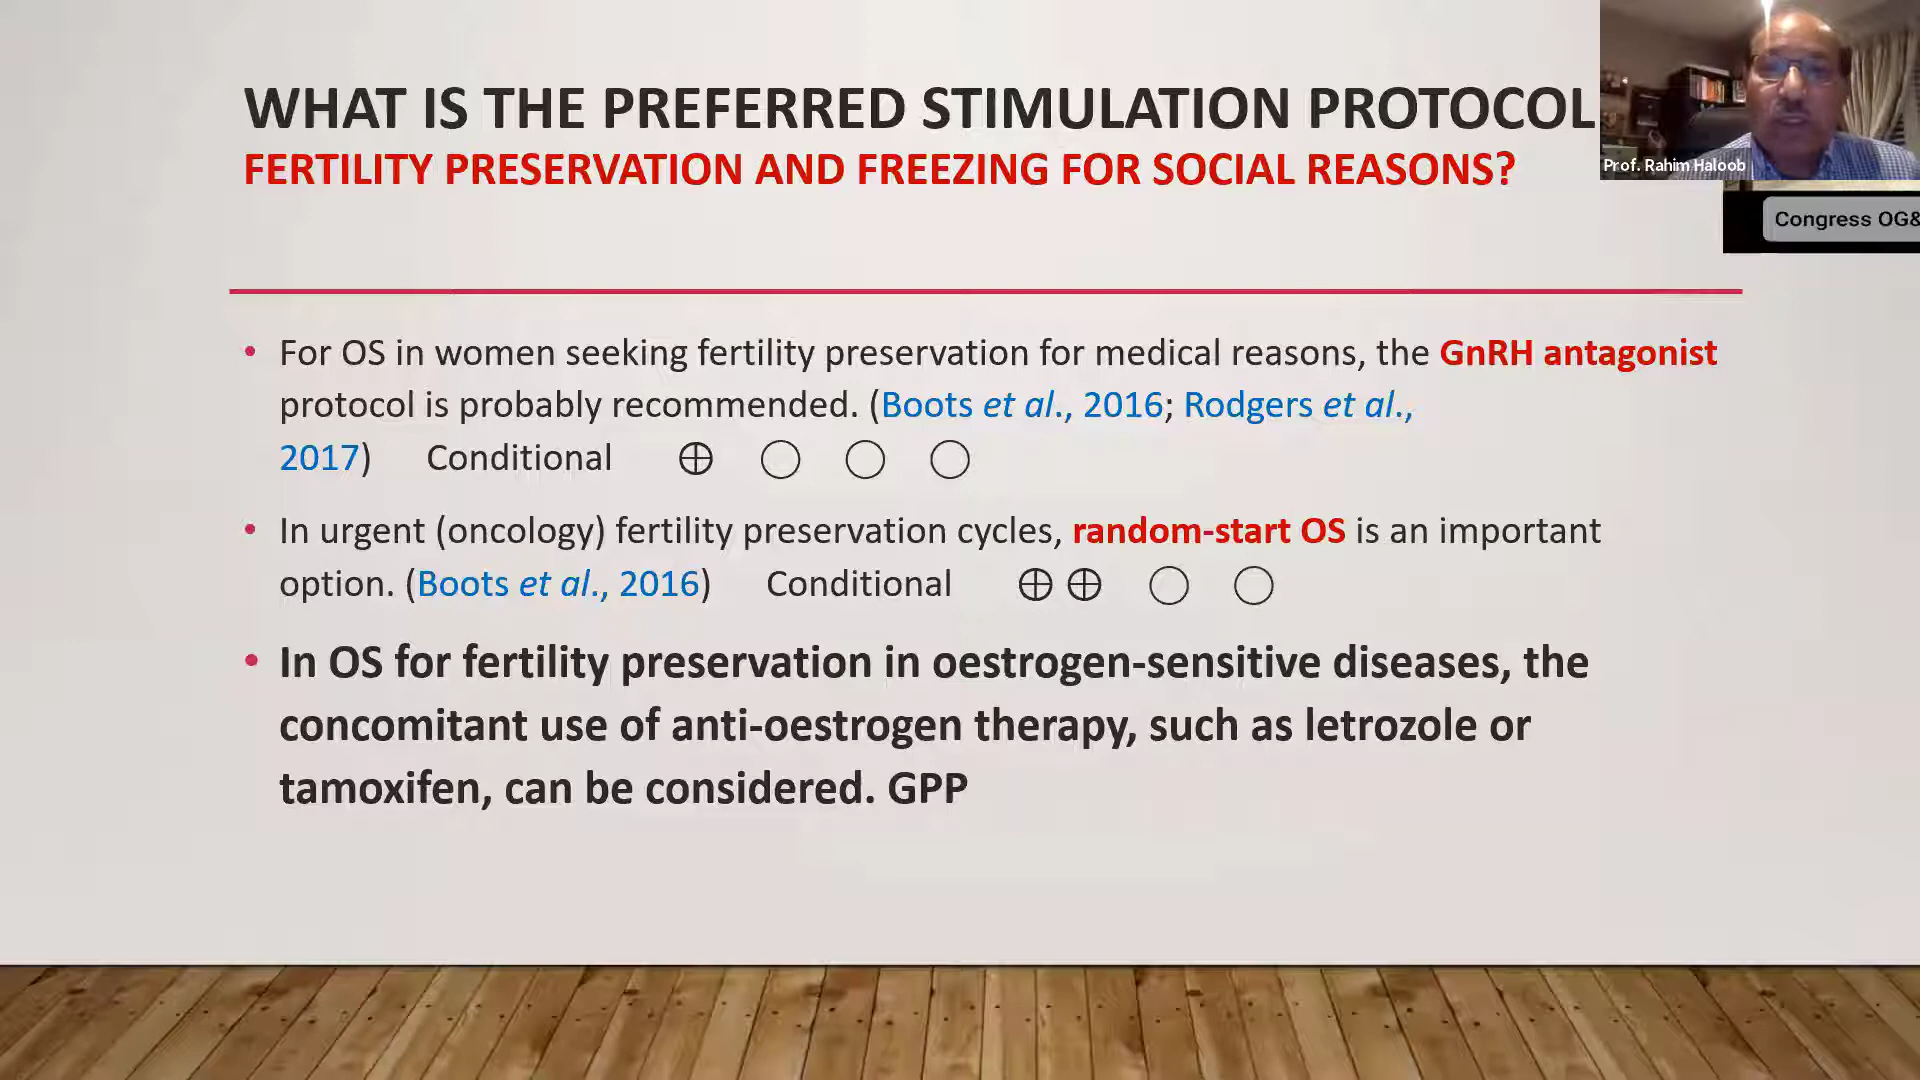 WHAT IS THE PREFERRED STIMULATION PROTOCOL
FERTILITY PRESERVATION AND FREEZING FOR SOCIAL REASONS?
Prof. Rahim Haloob
Congress OG&
• For OS in women seeking fertility preservation for medical reasons, the GnRH antagonist
protocol is probably recommended. (Boots et al., 2016; Rodgers et al.,
2017) Conditional ⊕ ◯ ◯ ◯
• In urgent (oncology) fertility preservation cycles, random-start OS is an important
option. (Boots et al., 2016) Conditional ⊕⊕ ◯ ◯
• In OS for fertility preservation in oestrogen-sensitive diseases, the
concomitant use of anti-oestrogen therapy, such as letrozole or
tamoxifen, can be considered. GPP